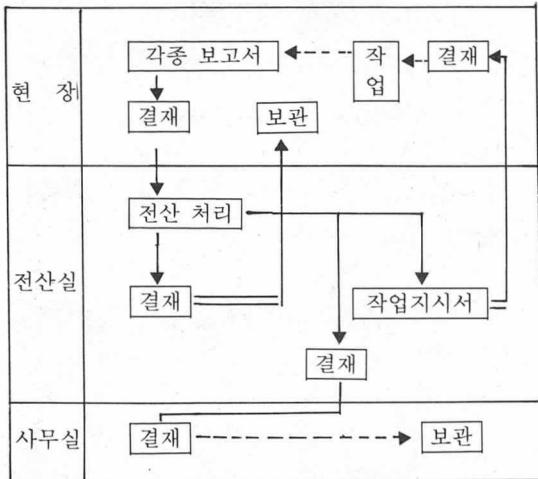 현 장
각종 보고서
작
업
결재
결재
보관
전산실
전산 처리
결재
작업지시서
결재
사무실
결재
보관